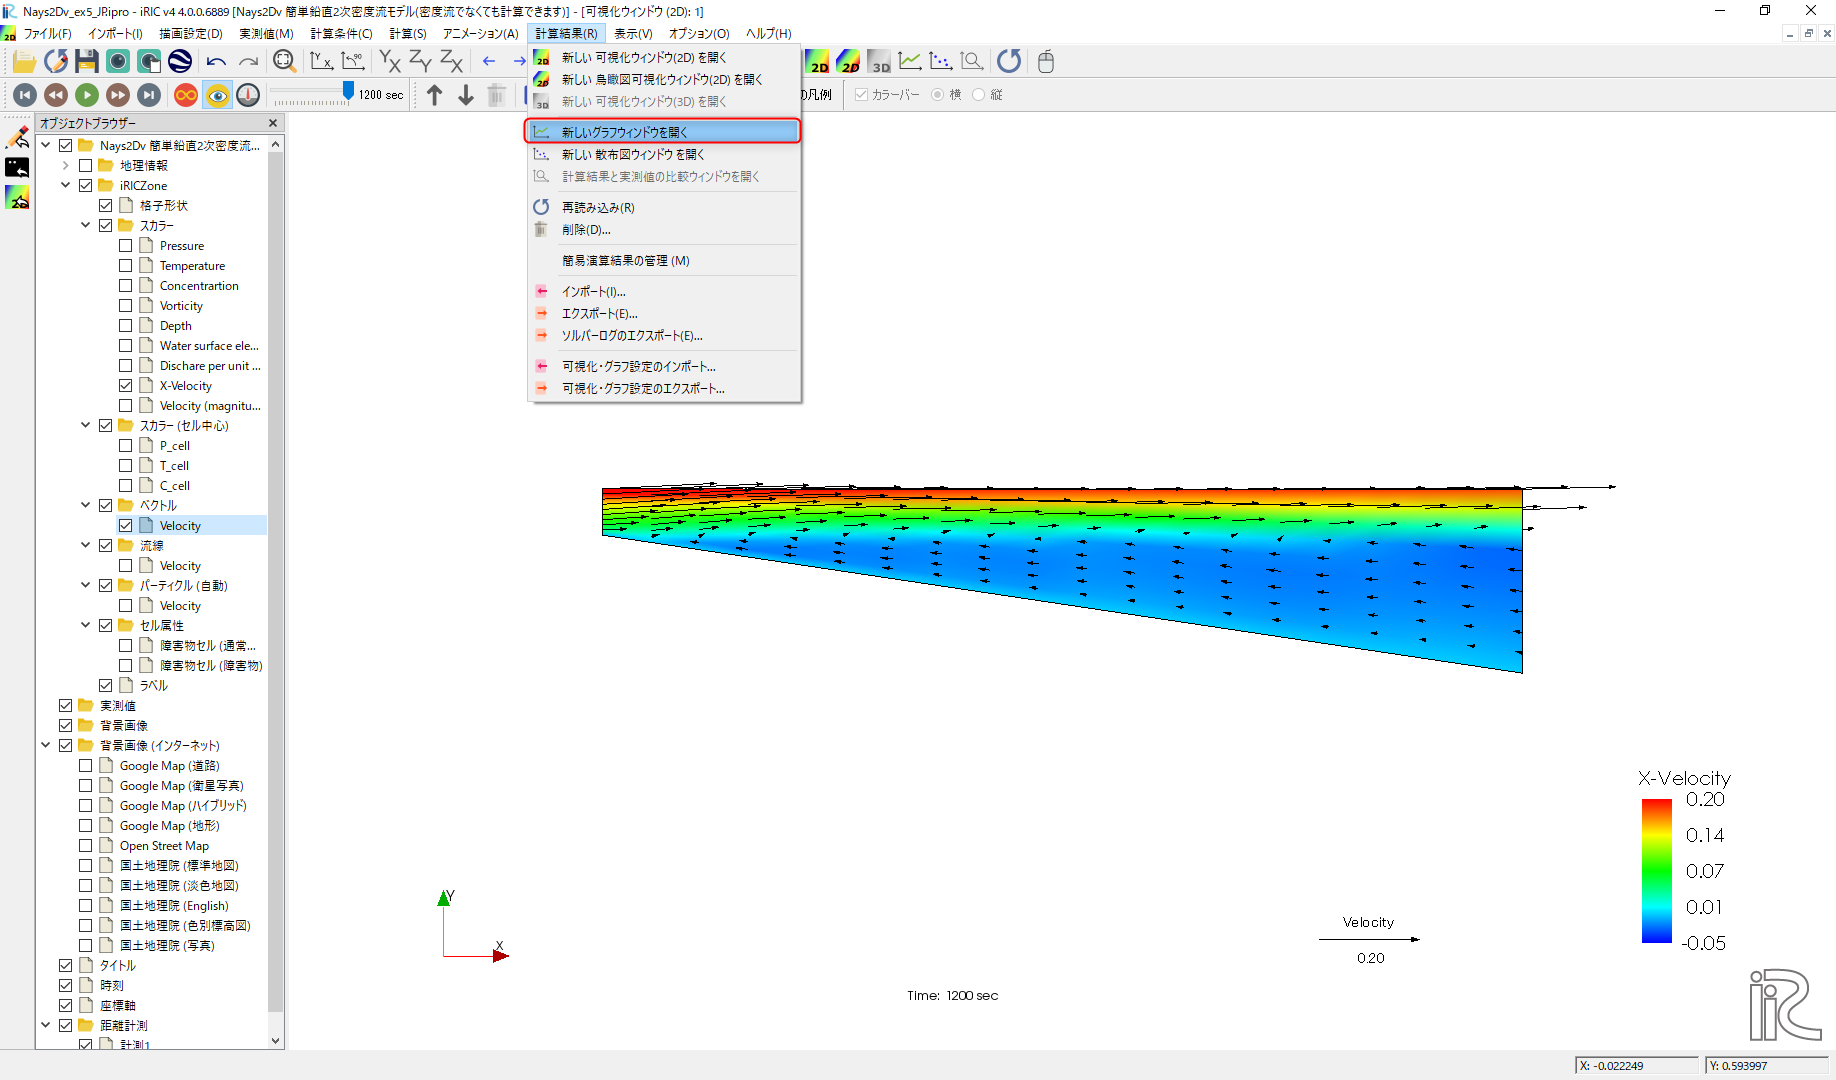 Nays2Dv_ex5_JP.ipro - iRIC v4 4.0.0.6889 [Nays2Dv 簡単鉛直2次密度流モデル(密度流でなくても計算できます)] - [可視化ウィンドウ (2D): 1]
ファイル(F) インポート(I) 描画設定(D) 実測値(M) 計算条件(C) 計算(S) アニメーション(A) 計算結果(R) 表示(V) オプション(O) ヘルプ(H)
1200 sec
の凡例 カラーバー 横 縦
新しい 可視化ウィンドウ(2D) を開く
新しい 鳥瞰図可視化ウィンドウ(2D) を開く
新しい 可視化ウィンドウ(3D) を開く
新しいグラフウィンドウを開く
新しい 散布図ウィンドウ を開く
計算結果と実測値の比較ウィンドウを開く
再読み込み(R)
削除(D)...
簡易演算結果の管理 (M)
インポート(I)...
エクスポート(E)...
ソルバーログのエクスポート(E)...
可視化・グラフ設定のインポート...
可視化・グラフ設定のエクスポート...
オブジェクトブラウザー
Nays2Dv 簡単鉛直2次密度流...
地理情報
iRICZone
格子形状
スカラー
Pressure
Temperature
Concentrartion
Vorticity
Depth
Water surface ele...
Dischare per unit ...
X-Velocity
Velocity (magnitu...
スカラー (セル中心)
P_cell
T_cell
C_cell
ベクトル
Velocity
流線
Velocity
パーティクル (自動)
Velocity
セル属性
障害物セル (通常...
障害物セル (障害物)
ラベル
実測値
背景画像
背景画像 (インターネット)
Google Map (道路)
Google Map (衛星写真)
Google Map (ハイブリッド)
Google Map (地形)
Open Street Map
国土地理院 (標準地図)
国土地理院 (淡色地図)
国土地理院 (English)
国土地理院 (色別標高図)
国土地理院 (写真)
タイトル
時刻
座標軸
距離計測
計測1
X-Velocity
0.20
0.14
0.07
0.01
-0.05
Y
X
Velocity
0.20
Time: 1200 sec
iRIC
X: -0.022249
Y: 0.593997